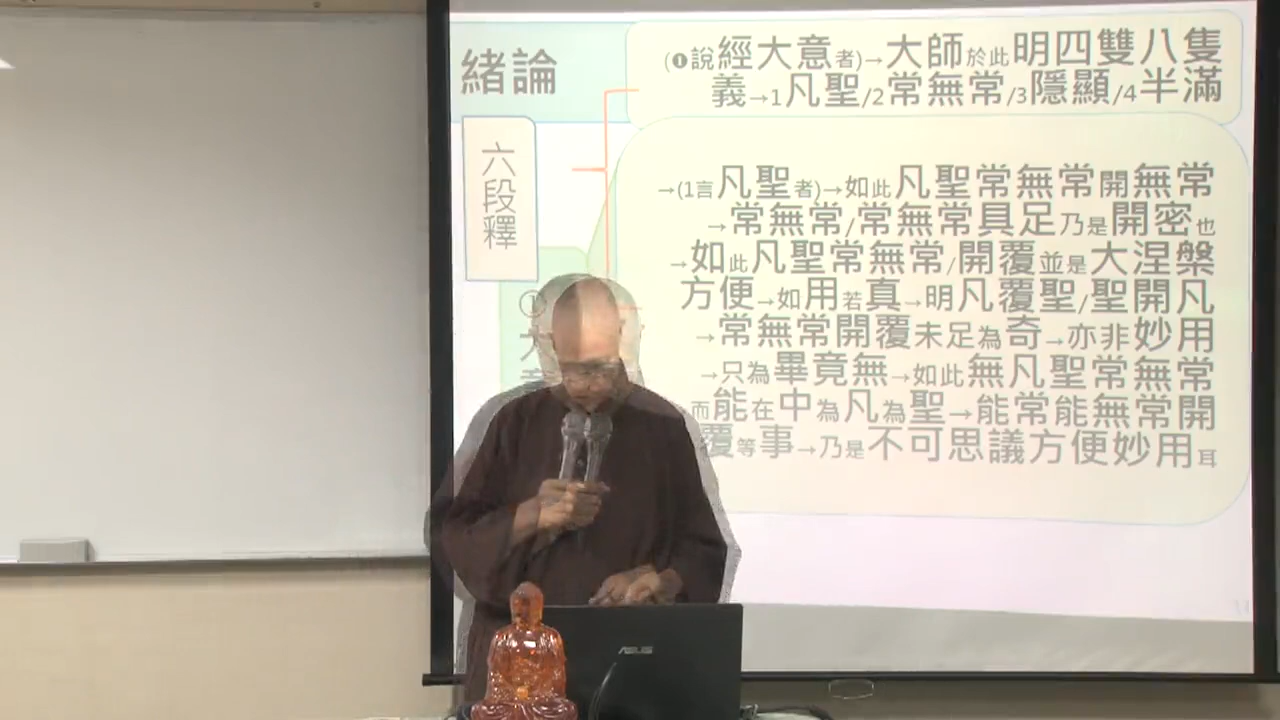 緒論
(❶說經大意者)→大師於此明四雙八隻
義→1凡聖/2常無常/3隱顯/4半滿
六段釋
→(1言凡聖者)→如此凡聖常無常開無常
→常無常/常無常具足乃是開密也
→如此凡聖常無常/開覆並是大涅槃
方便→如用若真→明凡覆聖/聖開凡
→常無常開覆未足為奇→亦非妙用
→只為畢竟無→如此無凡聖常無常
而能在中為凡為聖→能常能無常開
覆等事→乃是不可思議方便妙用耳
①大意
ASUS